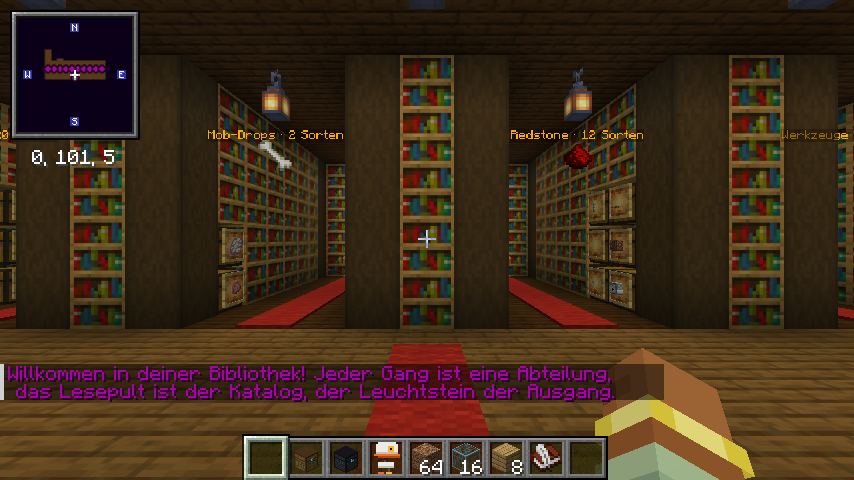 N
W E
S
0, 101, 5
Mob-Drops · 2 Sorten
Redstone · 12 Sorten
Werkzeuge
Willkommen in deiner Bibliothek! Jeder Gang ist eine Abteilung,
das Lesepult ist der Katalog, der Leuchtstein der Ausgang.
64 16 8